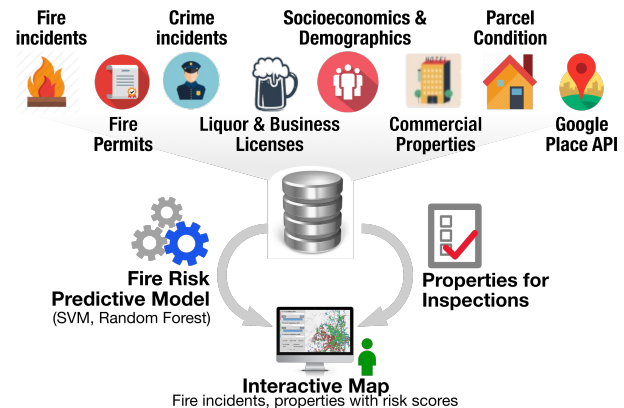 Fire
incidents
Crime
incidents
Socioeconomics &
Demographics
Parcel
Condition
Fire
Permits
Liquor & Business
Licenses
HOTEL
Commercial
Properties
Google
Place API
Fire Risk
Predictive Model
(SVM, Random Forest)
Properties for
Inspections
Interactive Map
Fire incidents, properties with risk scores